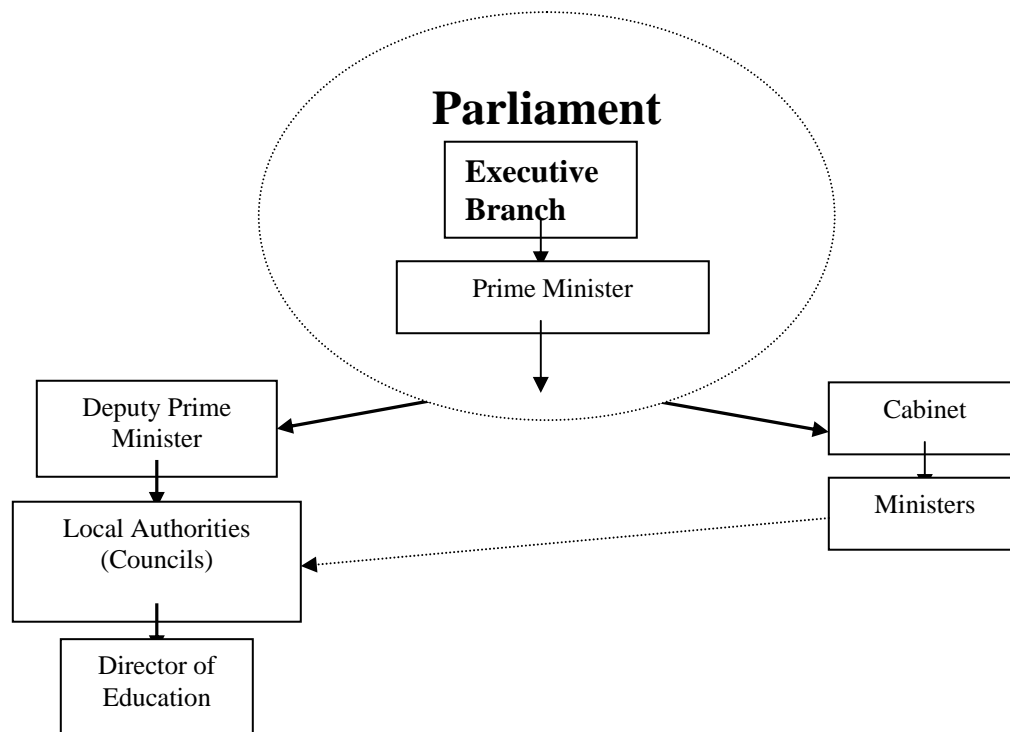 Parliament
Executive
Branch
Prime Minister
Deputy Prime
Minister
Cabinet
Ministers
Local Authorities
(Councils)
Director of
Education